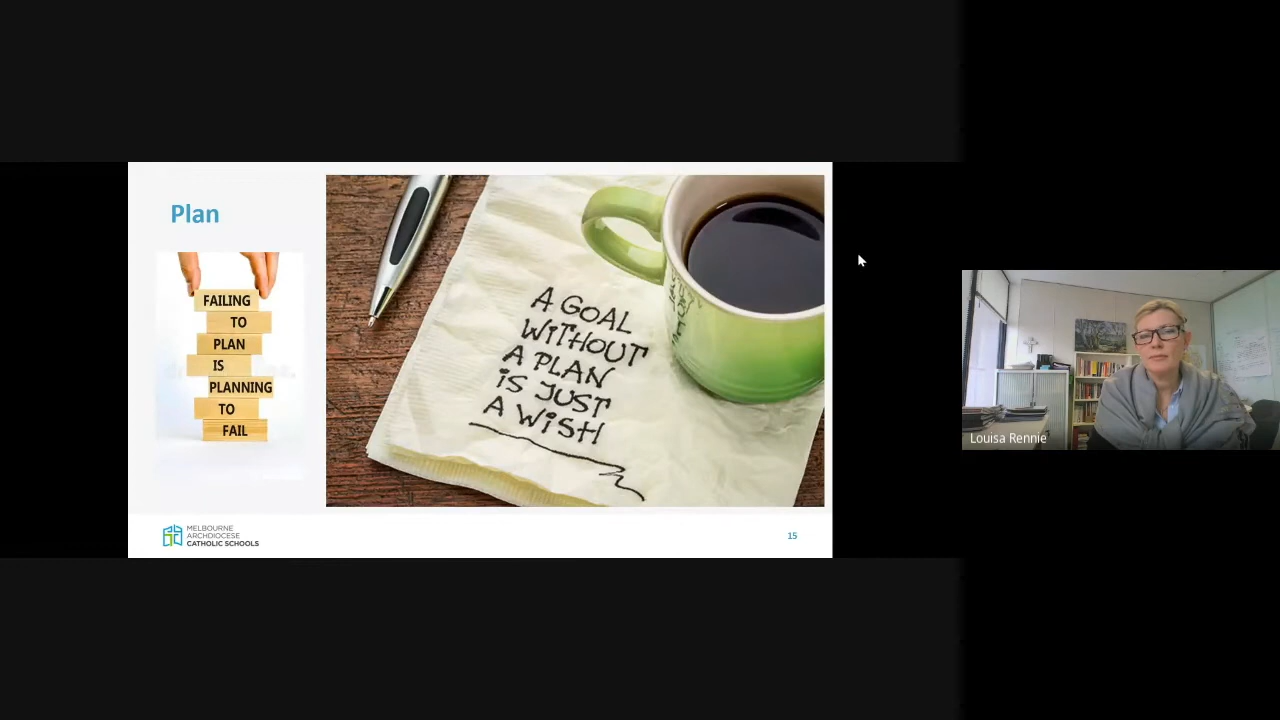 Plan
FAILING
TO
PLAN
IS
PLANNING
TO
FAIL
A GOAL
WITHOUT
A PLAN
IS JUST
A WISH
MELBOURNE
ARCHDIOCESE
CATHOLIC SCHOOLS
15
Louisa Rennie